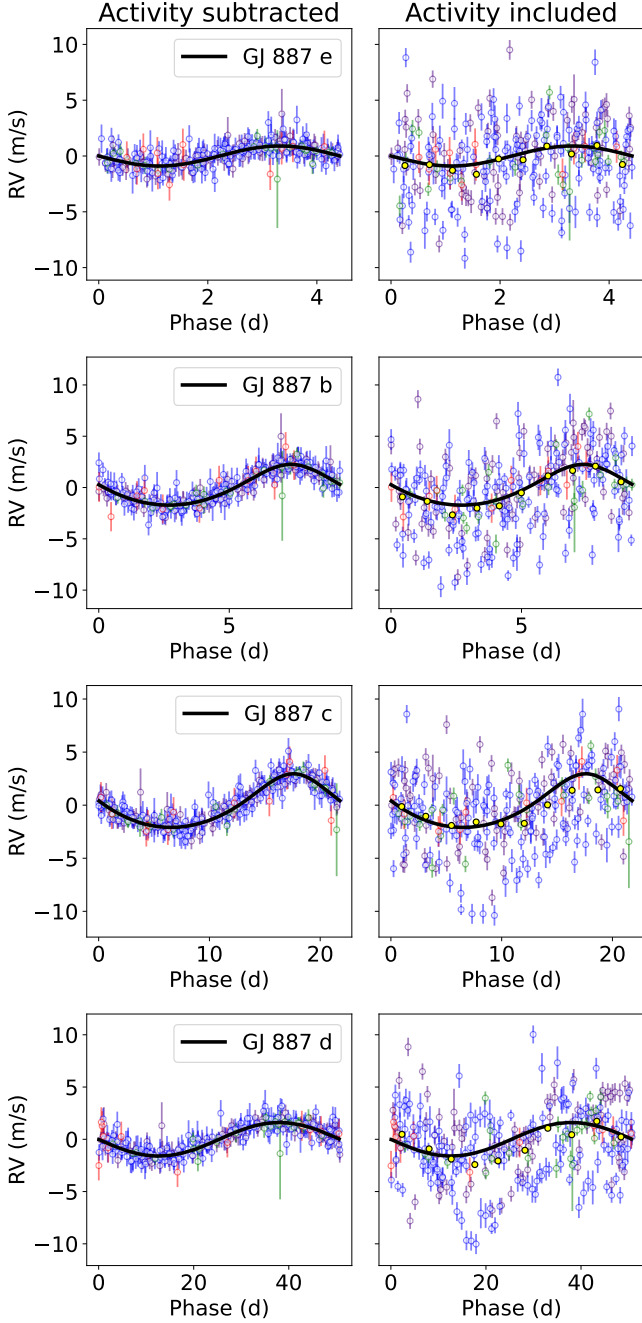 Activity subtracted Activity included
10
5
0
−5
−10
RV (m/s)
GJ 887 e
0 2 4 0 2 4
Phase (d) Phase (d)
10
5
0
−5
−10
RV (m/s)
GJ 887 b
0 5 0 5
Phase (d) Phase (d)
10
5
0
−5
−10
RV (m/s)
GJ 887 c
0 10 20 0 10 20
Phase (d) Phase (d)
10
5
0
−5
−10
RV (m/s)
GJ 887 d
0 20 40 0 20 40
Phase (d) Phase (d)